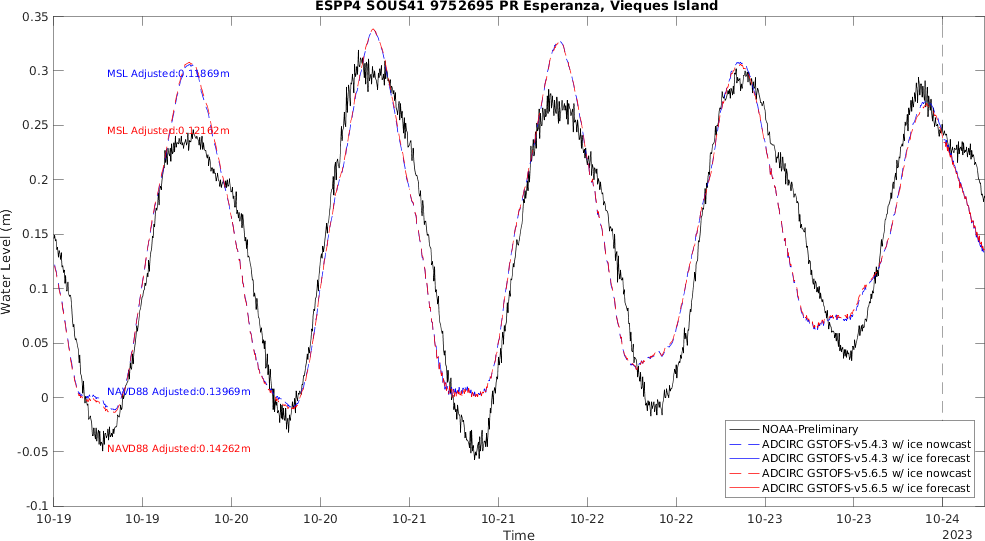 ESPP4 SOUS41 9752695 PR Esperanza, Vieques Island
0.35
0.3
0.25
0.2
0.15
0.1
0.05
0
-0.05
-0.1
Water Level (m)
MSL Adjusted:0.11869m
MSL Adjusted:0.12162m
NAVD88 Adjusted:0.13969m
NAVD88 Adjusted:0.14262m
NOAA-Preliminary
ADCIRC GSTOFS-v5.4.3 w/ ice nowcast
ADCIRC GSTOFS-v5.4.3 w/ ice forecast
ADCIRC GSTOFS-v5.6.5 w/ ice nowcast
ADCIRC GSTOFS-v5.6.5 w/ ice forecast
10-19 10-19 10-20 10-20 10-21 10-21 10-22 10-22 10-23 10-23 10-24
Time
2023